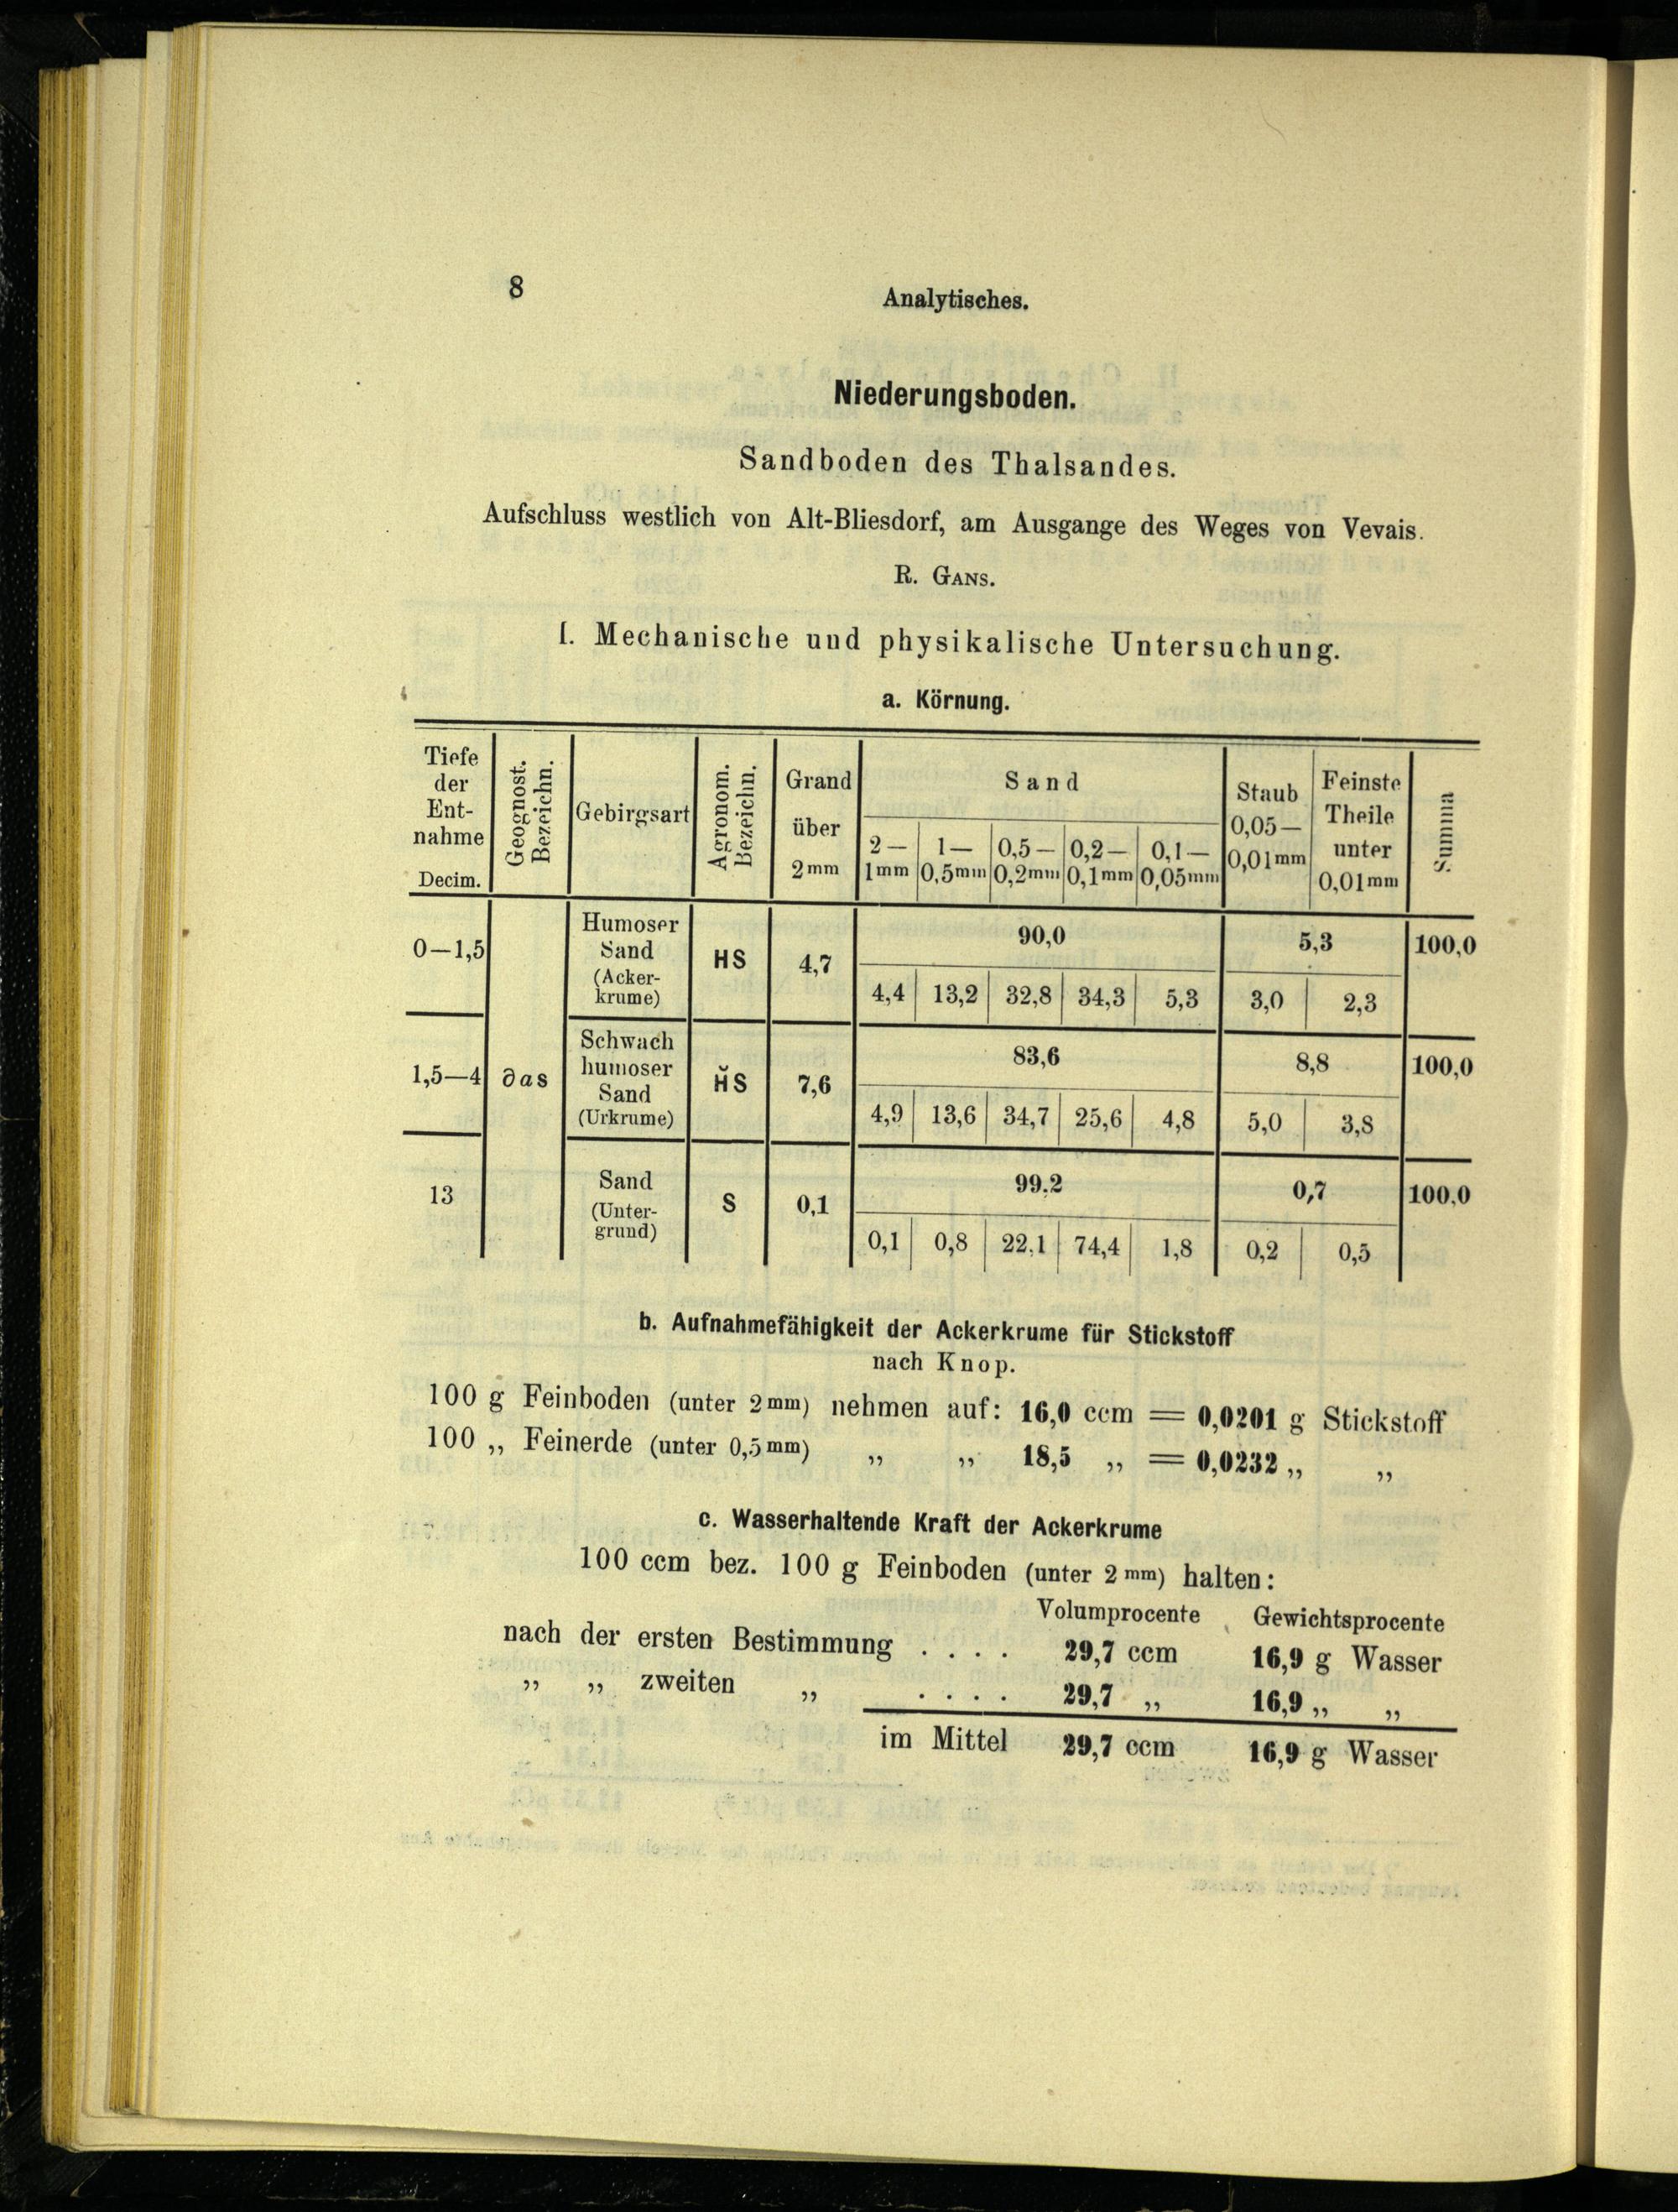 8
Analytisches.
Niederungsboden.
Sandboden des Thalsandes.
Aufschluss westlich von Alt-Bliesdorf, am Ausgange des Weges von Vevais.
R. GANS.
I. Mechanische und physikalische Untersuchung.
a. Körnung.
Tiefe der Ent-nahme Decim. | Geognost. Bezeichn. | Gebirgsart | Agronom. Bezeichn. | Grand über 2mm | Sand | Staub 0,05— 0,01mm | Feinste Theile unter 0,01mm | Summa
2— 1mm | 1— 0,5mm | 0,5— 0,2mm | 0,2— 0,1mm | 0,1— 0,05mm
0—1,5 | Humoser Sand (Acker-krume) | HS | 4,7 | 90,0 | 5,3 | 100,0
4,4 | 13,2 | 32,8 | 34,3 | 5,3 | 3,0 | 2,3
1,5—4 | ∂as | Schwach humoser Sand (Urkrume) | H̆S | 7,6 | 83,6 | 8,8 | 100,0
4,9 | 13,6 | 34,7 | 25,6 | 4,8 | 5,0 | 3,8
13 | Sand (Unter-grund) | S | 0,1 | 99,2 | 0,7 | 100,0
0,1 | 0,8 | 22,1 | 74,4 | 1,8 | 0,2 | 0,5
b. Aufnahmefähigkeit der Ackerkrume für Stickstoff
nach Knop.
100 g Feinboden (unter 2mm) nehmen auf: 16,0 ccm = 0,0201 g Stickstoff
100 „ Feinerde (unter 0,5mm) „ „ 18,5 „ = 0,0232 „ „
c. Wasserhaltende Kraft der Ackerkrume
100 ccm bez. 100 g Feinboden (unter 2mm) halten:
Volumprocente Gewichtsprocente
nach der ersten Bestimmung . . . . 29,7 ccm 16,9 g Wasser
„ „ zweiten „ . . . . 29,7 „ 16,9 „ „
im Mittel 29,7 ccm 16,9 g Wasser